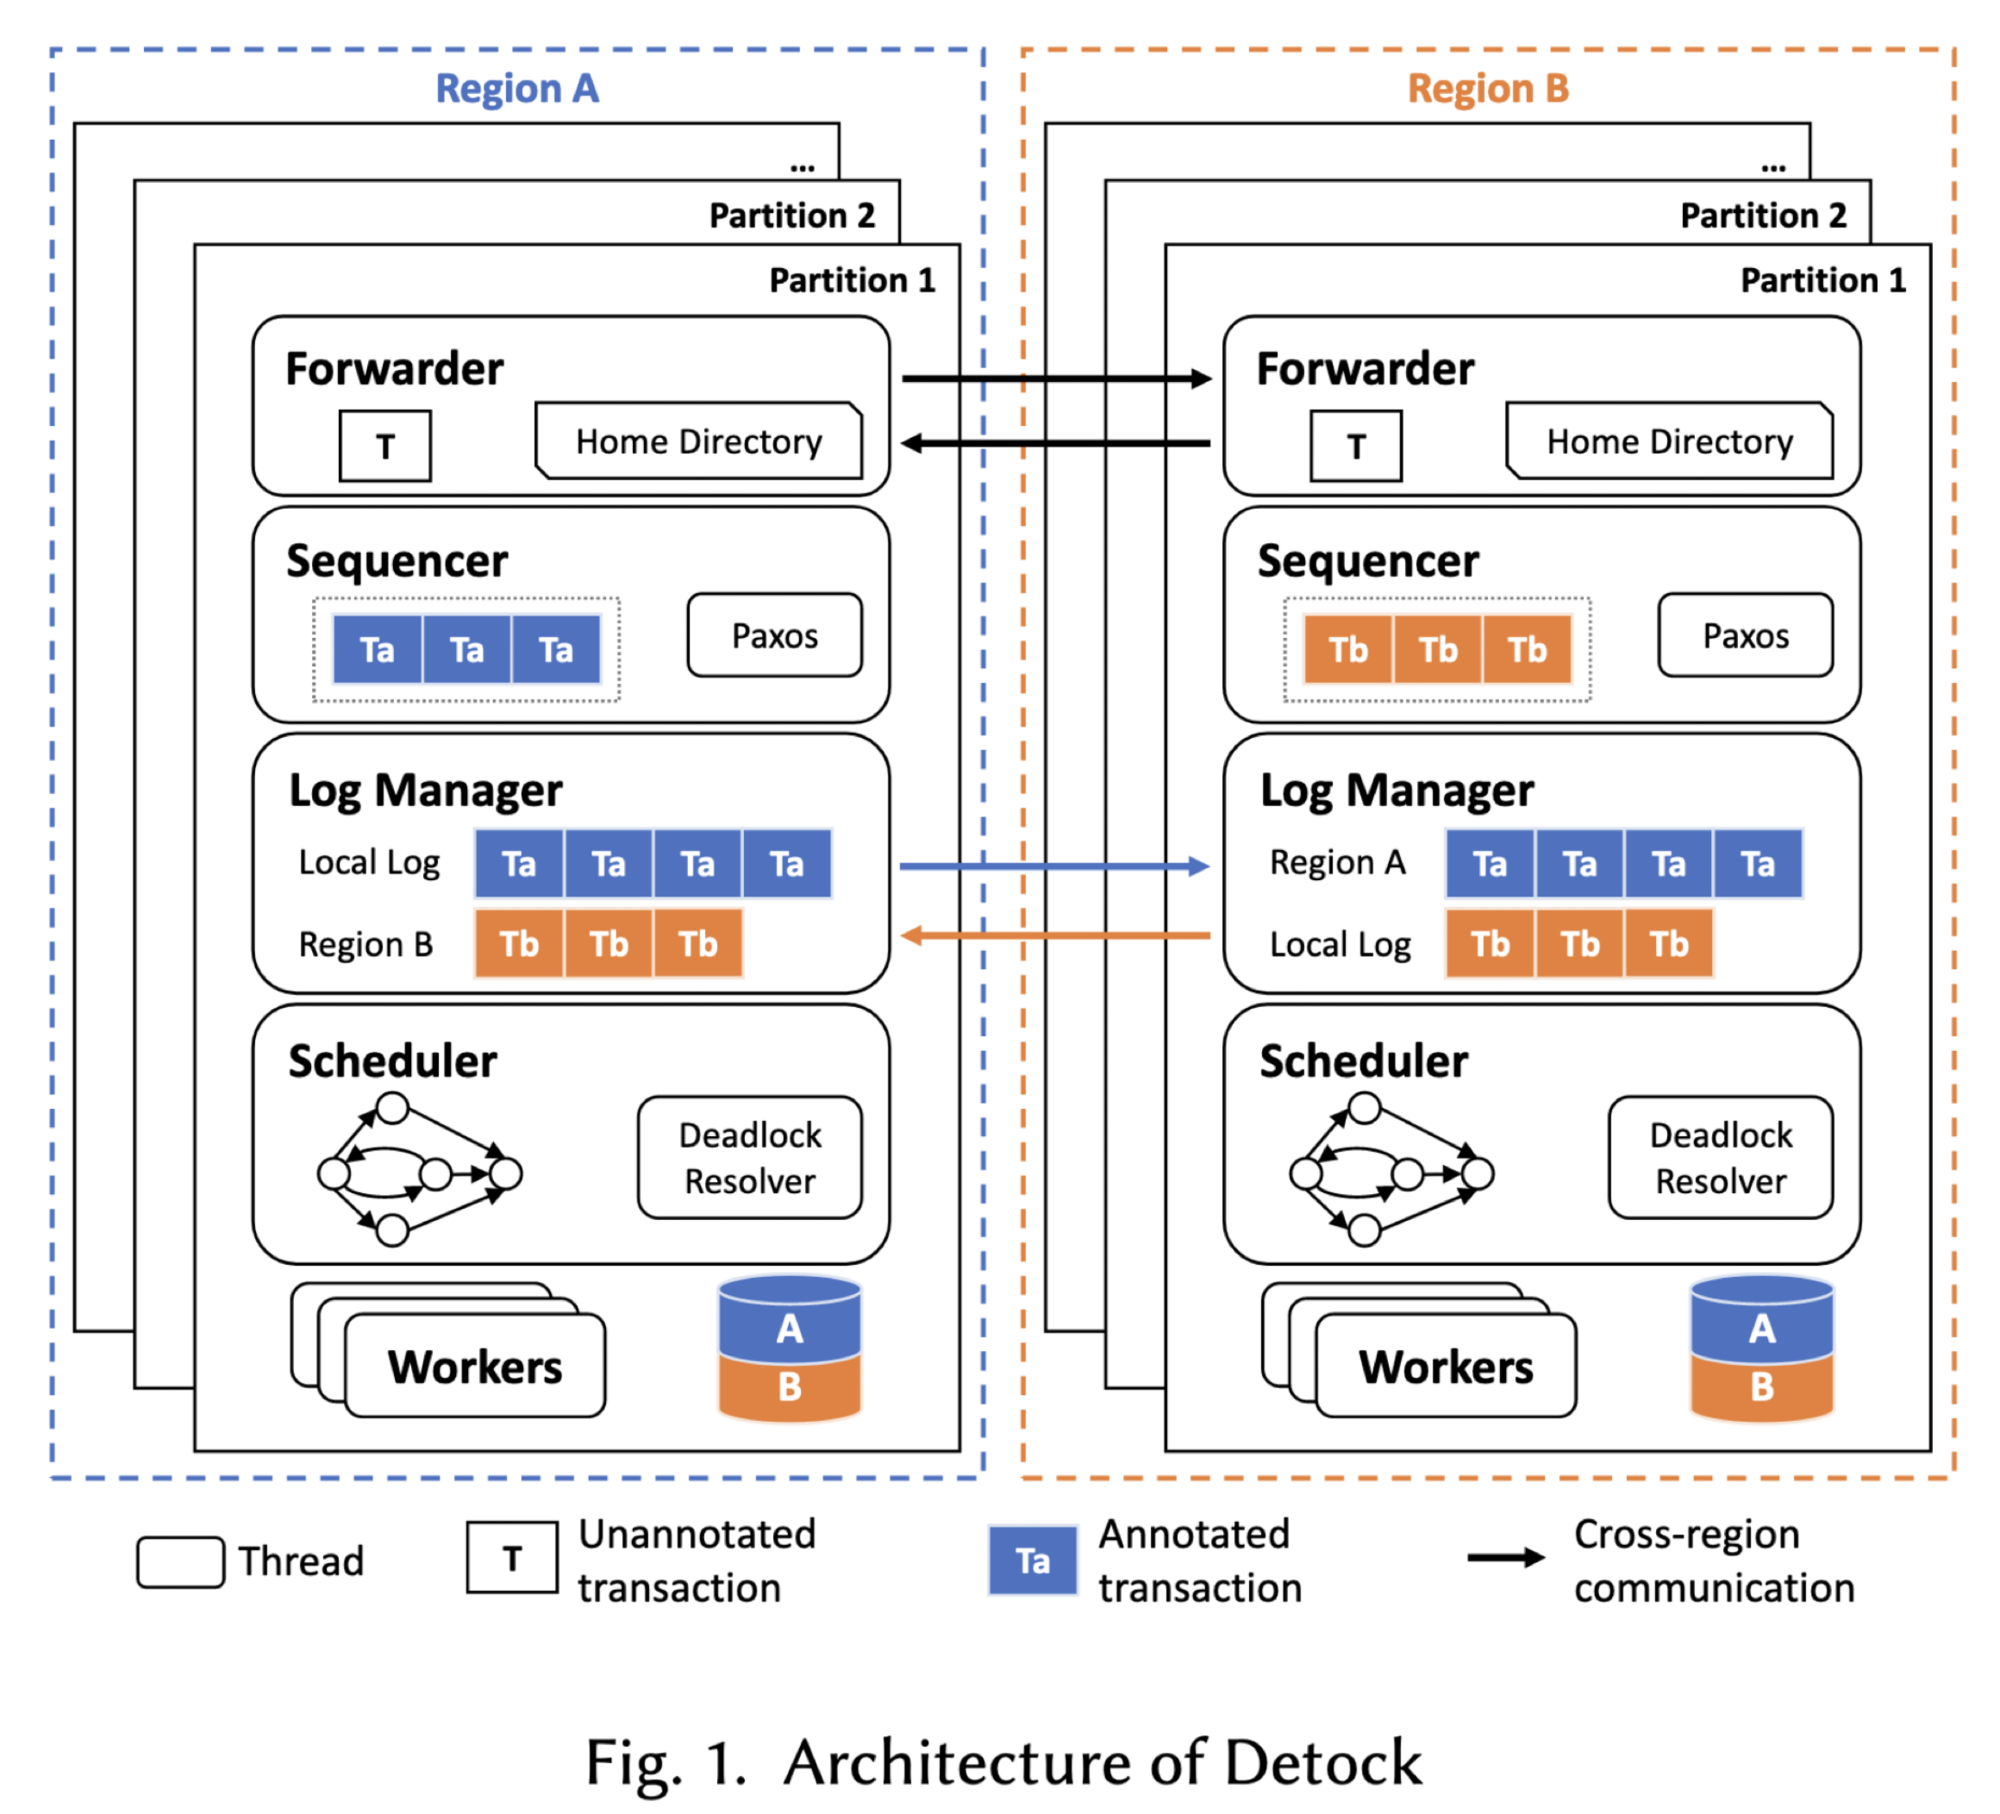 Region A
...
Partition 2
Partition 1
Forwarder
T
Home Directory
Sequencer
Ta Ta Ta
Paxos
Log Manager
Local Log Ta Ta Ta Ta
Region B Tb Tb Tb
Scheduler
Deadlock
Resolver
Workers
A
B
Region B
...
Partition 2
Partition 1
Forwarder
T
Home Directory
Sequencer
Tb Tb Tb
Paxos
Log Manager
Region A Ta Ta Ta Ta
Local Log Tb Tb Tb
Scheduler
Deadlock
Resolver
Workers
A
B
Thread
T
Unannotated
transaction
Ta
Annotated
transaction
Cross-region
communication
Fig. 1. Architecture of Detock